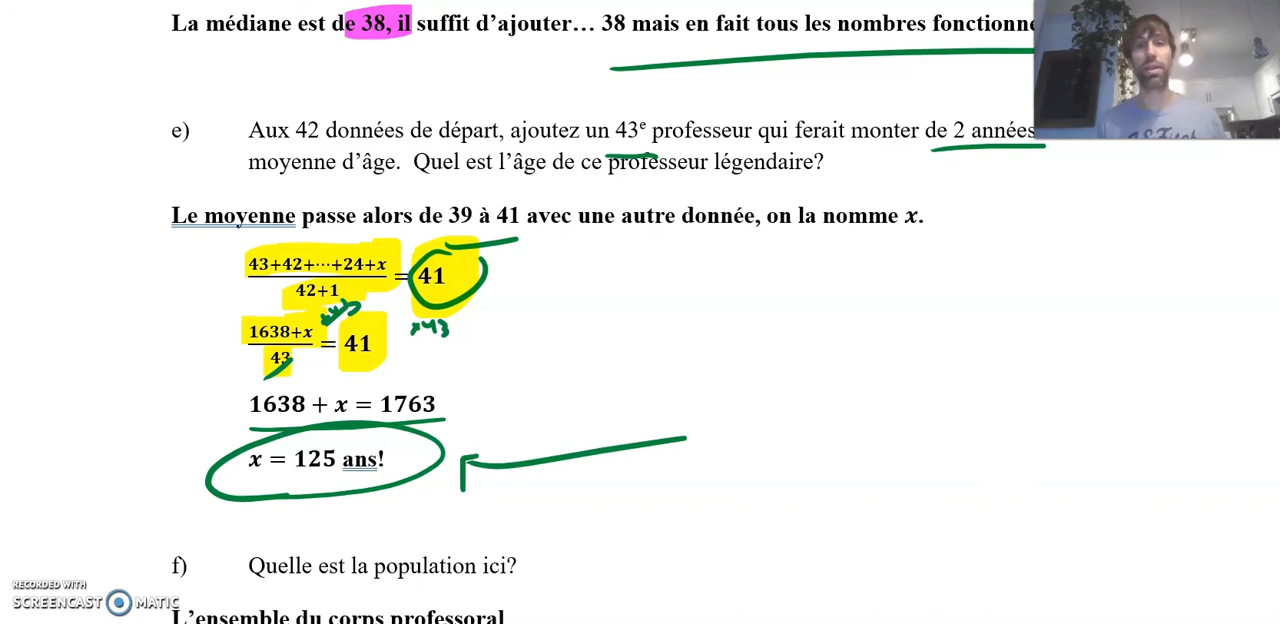 La médiane est de 38, il suffit d’ajouter… 38 mais en fait tous les nombres fonctionne
e) Aux 42 données de départ, ajoutez un 43e professeur qui ferait monter de 2 années
moyenne d’âge. Quel est l’âge de ce professeur légendaire?
Le moyenne passe alors de 39 à 41 avec une autre donnée, on la nomme x.
43+42+⋯+24+x
= 41
42+1
×43
1638+x
= 41
43
1638 + x = 1763
x = 125 ans!
f) Quelle est la population ici?
RECORDED WITH
SCREENCAST MATIC
L’ensemble du corps professoral